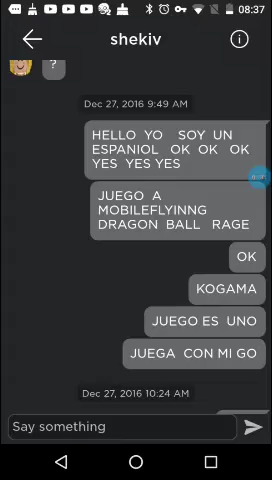 08:37
shekiv
?
Dec 27, 2016 9:49 AM
HELLO YO SOY UN
ESPANIOL OK OK OK
YES YES YES
JUEGO A
MOBILEFLYINNG
DRAGON BALL RAGE
OK
KOGAMA
JUEGO ES UNO
JUEGA CON MI GO
Dec 27, 2016 10:24 AM
Say something